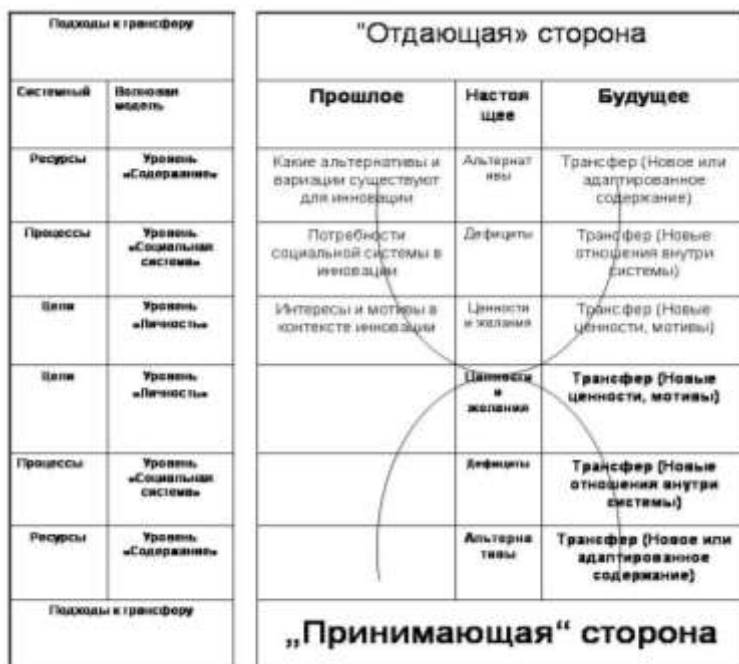 Подходы к трансферу
"Отдающая» сторона
Системный
Волновая
модель
Прошлое
Настоя
щее
Будущее
Ресурсы
Уровень
«Содержание»
Какие альтернативы и
вариации существуют
для инновации
Альтернат
ивы
Трансфер (Новое или
адаптированное
содержание)
Процессы
Уровень
«Социальная
система»
Потребности
социальной системы в
инновации
Дефициты
Трансфер (Новые
отношения внутри
системы)
Цели
Уровень
«Личность»
Интересы и мотивы в
контексте инновации
Ценности
и желания
Трансфер (Новые
ценности, мотивы)
Цели
Уровень
«Личность»
Ценности
и
желания
Трансфер (Новые
ценности, мотивы)
Процессы
Уровень
«Социальная
система»
Дефициты
Трансфер (Новые
отношения внутри
системы)
Ресурсы
Уровень
«Содержание»
Альтерна
тивы
Трансфер (Новое или
адаптированное
содержание)
Подходы к трансферу
„Принимающая“ сторона